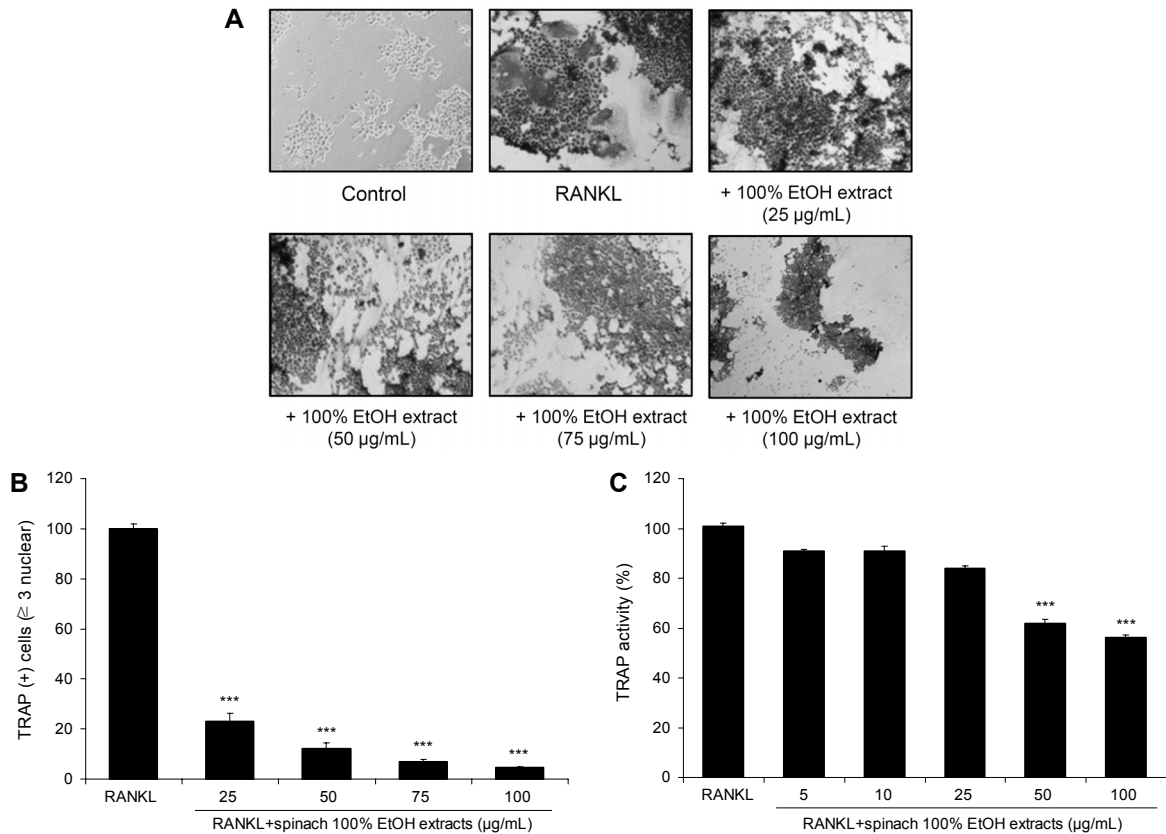 A
Control
RANKL
+ 100% EtOH extract
(25 µg/mL)
+ 100% EtOH extract
(50 µg/mL)
+ 100% EtOH extract
(75 µg/mL)
+ 100% EtOH extract
(100 µg/mL)
B
TRAP (+) cells (≧ 3 nuclear)
120
100
80
60
40
20
0
***
***
***
***
RANKL
25
50
75
100
RANKL+spinach 100% EtOH extracts (µg/mL)
C
TRAP activity (%)
120
100
80
60
40
20
0
***
***
RANKL
5
10
25
50
100
RANKL+spinach 100% EtOH extracts (µg/mL)